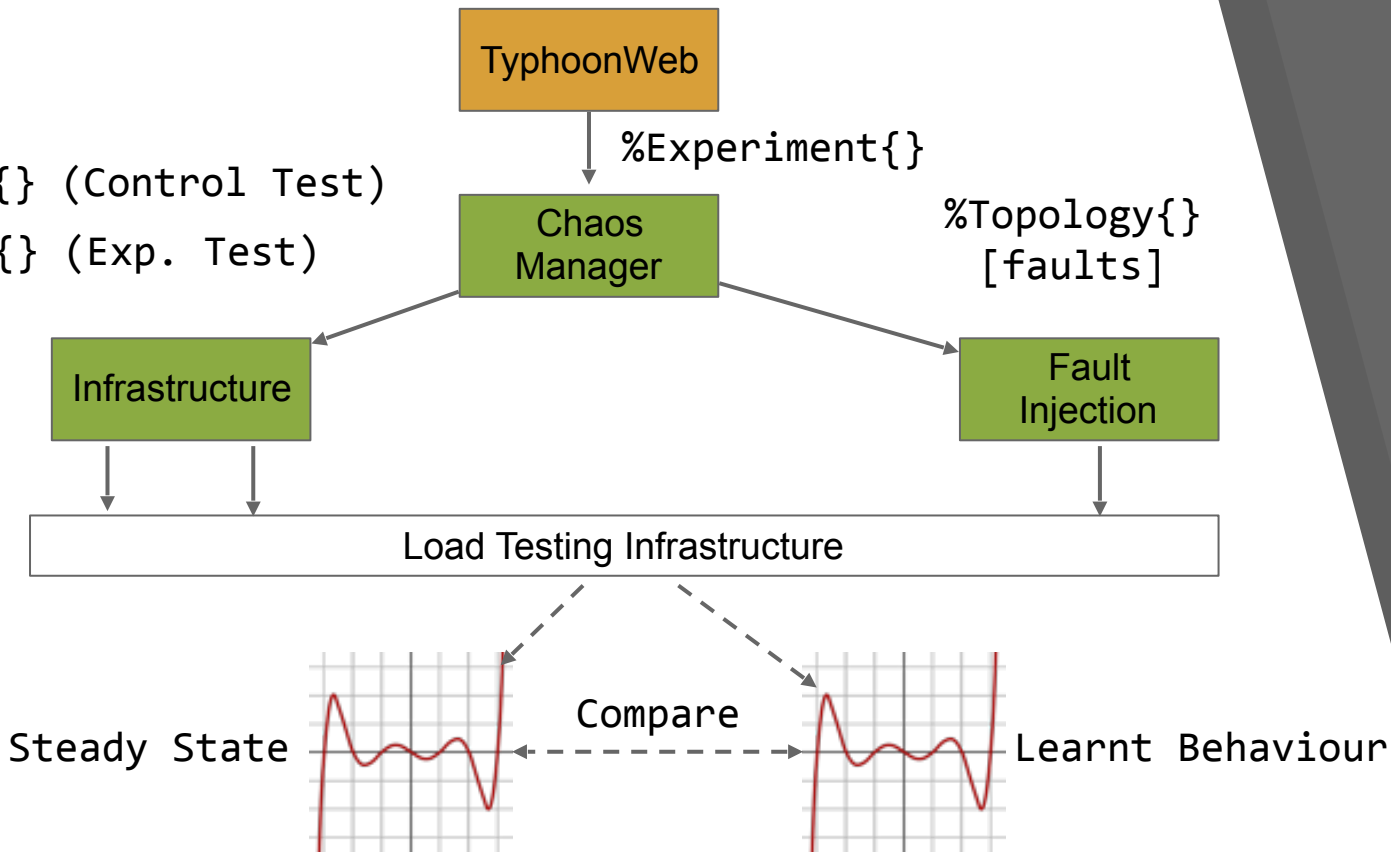 TyphoonWeb
%Experiment{}
{} (Control Test)
{} (Exp. Test)
Chaos
Manager
%Topology{}
[faults]
Infrastructure
Fault
Injection
Load Testing Infrastructure
Compare
Steady State
Learnt Behaviour